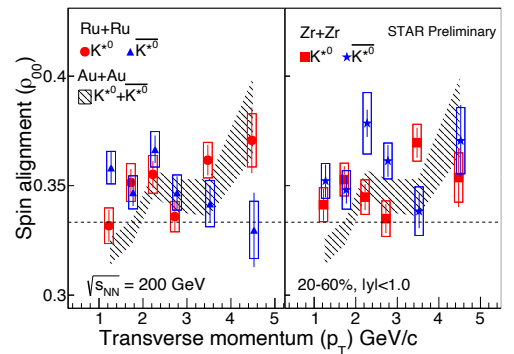 Ru+Ru
K*0 K*0
Au+Au
K*0+K*0
√sNN = 200 GeV
Zr+Zr
STAR Preliminary
K*0
K*0
20-60%, |y|<1.0
Spin alignment (ρ00)
0.4
0.35
0.3
1 2 3 4 5 1 2 3 4 5
Transverse momentum (pT) GeV/c